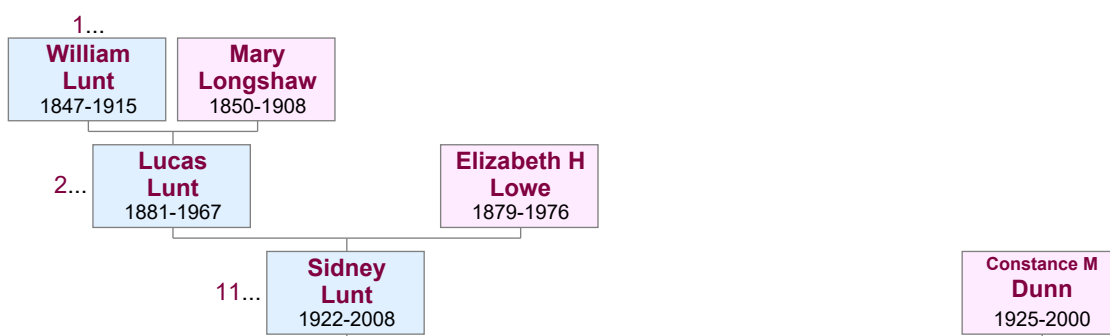 1...
William
Lunt
1847-1915
Mary
Longshaw
1850-1908
2...
Lucas
Lunt
1881-1967
Elizabeth H
Lowe
1879-1976
11...
Sidney
Lunt
1922-2008
Constance M
Dunn
1925-2000